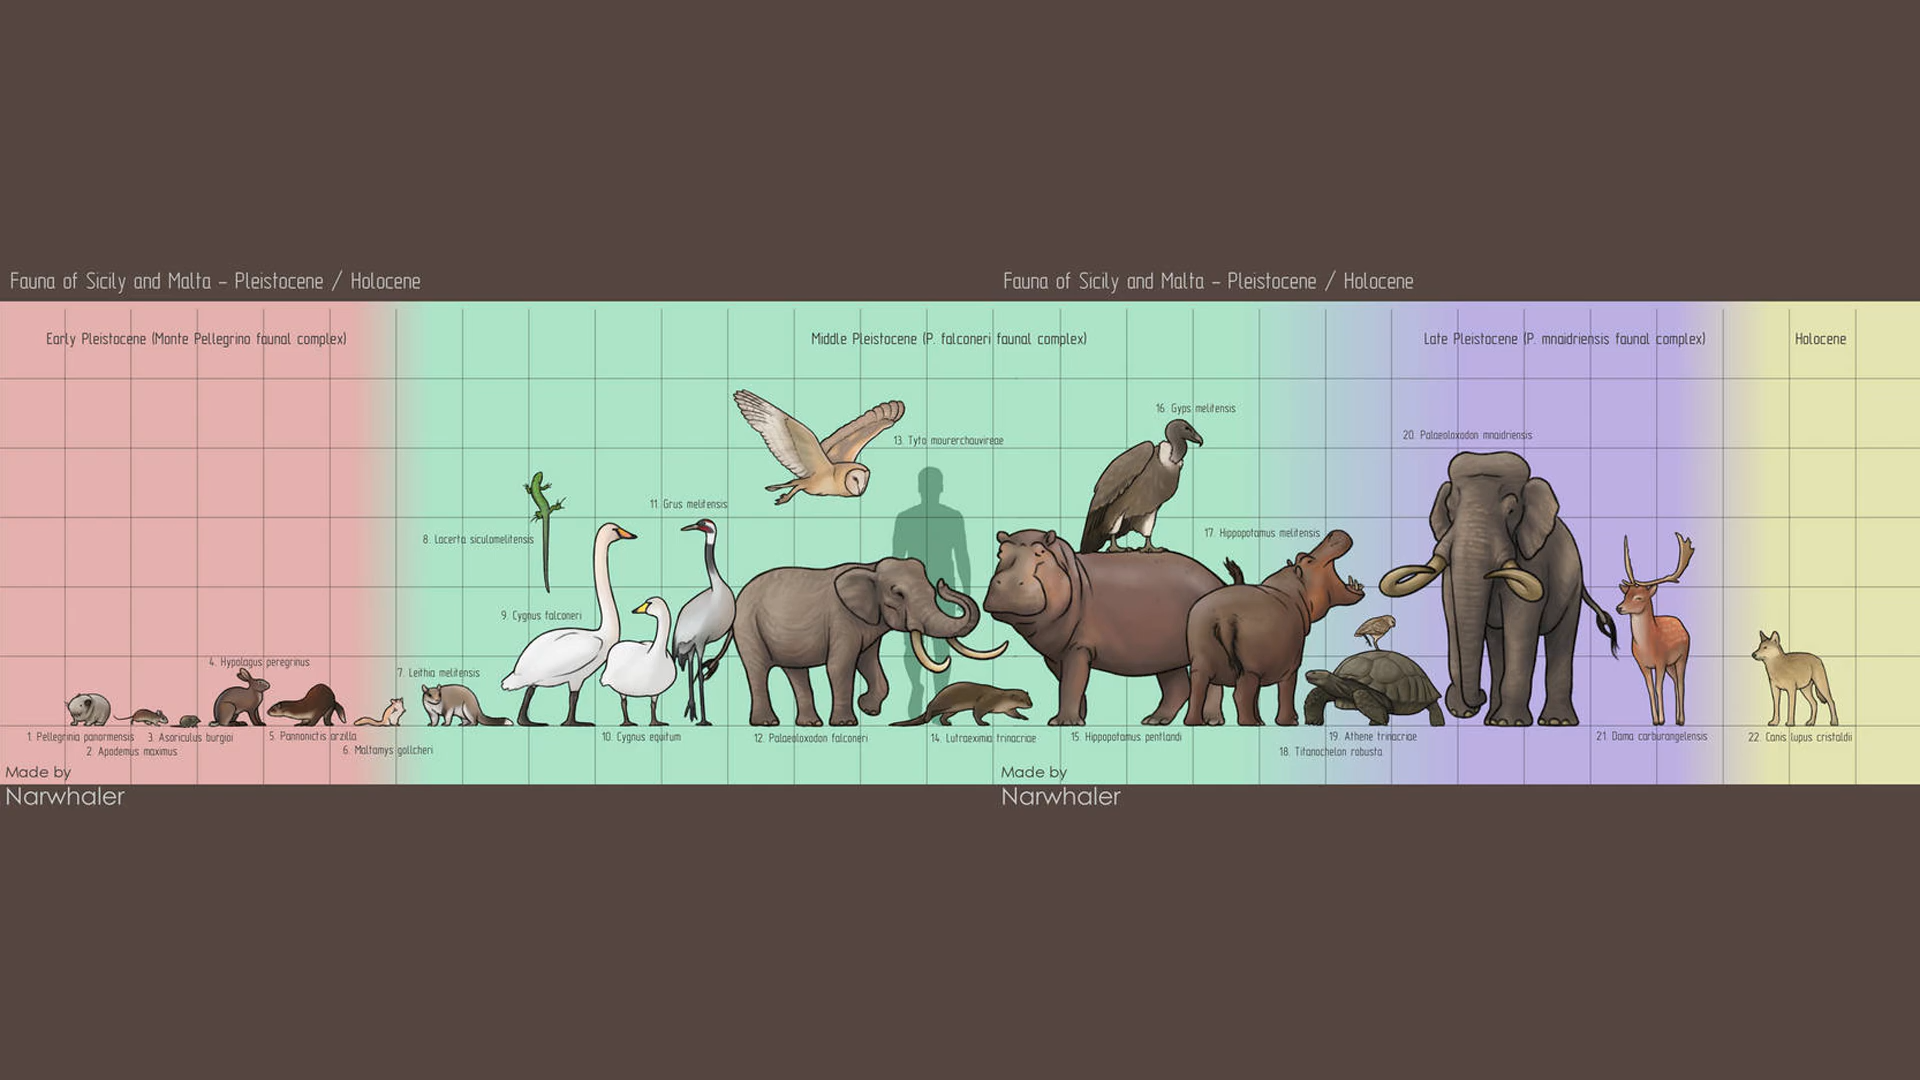 Fauna of Sicily and Malta - Pleistocene / Holocene
Fauna of Sicily and Malta - Pleistocene / Holocene
Early Pleistocene (Monte Pellegrino faunal complex)
Middle Pleistocene (P. falconeri faunal complex)
Late Pleistocene (P. mnaidriensis faunal complex)
Holocene
16. Gyps melitensis
20. Palaeoloxodon mnaidriensis
13. Tyto mourerchauvireae
11. Grus melitensis
17. Hippopotamus melitensis
8. Lacerta siculomelitensis
9. Cygnus falconeri
4. Hypolagus peregrinus
7. Leithia melitensis
1. Pellegrinia panormensis
3. Asoriculus burgioi
5. Pannonictis arzilla
10. Cygnus equitum
12. Palaeoloxodon falconeri
14. Lutraeximia trinacriae
15. Hippopotamus pentlandi
19. Athene trinacriae
21. Dama carburangelensis
22. Canis lupus cristaldii
2. Apodemus maximus
6. Maltamys gollcheri
18. Titanochelon robusta
Made by
Narwhaler
Made by
Narwhaler